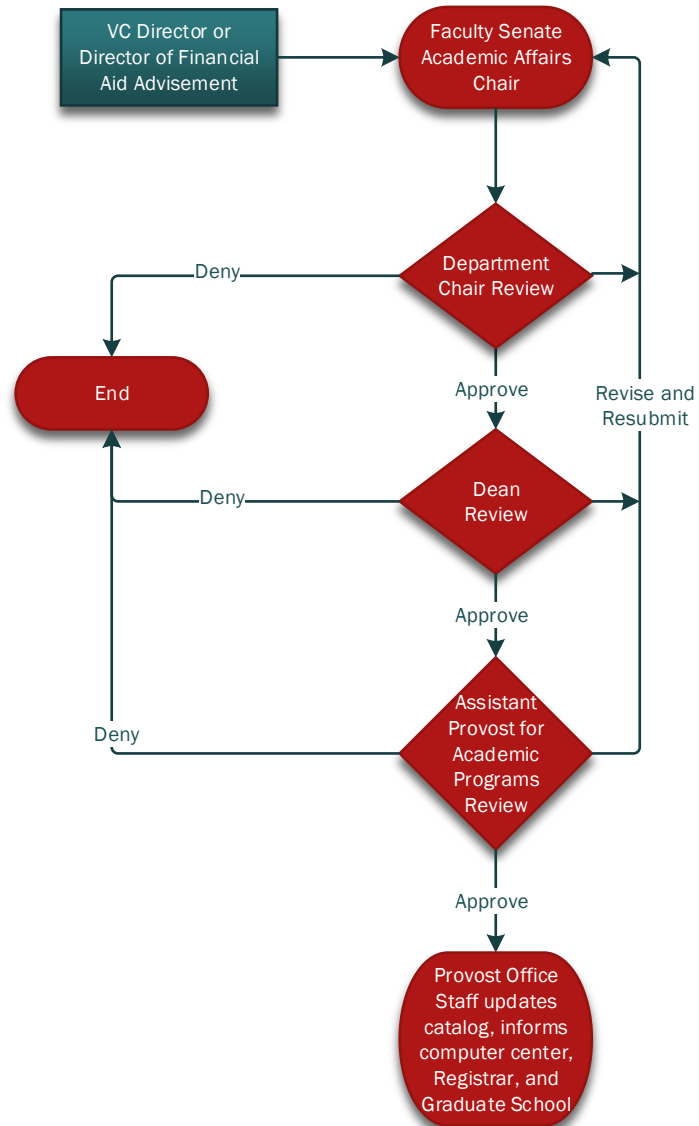 VC Director or
Director of Financial
Aid Advisement
Faculty Senate
Academic Affairs
Chair
Deny
Department
Chair Review
End
Approve
Revise and
Resubmit
Deny
Dean
Review
Approve
Deny
Assistant
Provost for
Academic
Programs
Review
Approve
Provost Office
Staff updates
catalog, informs
computer center,
Registrar, and
Graduate School